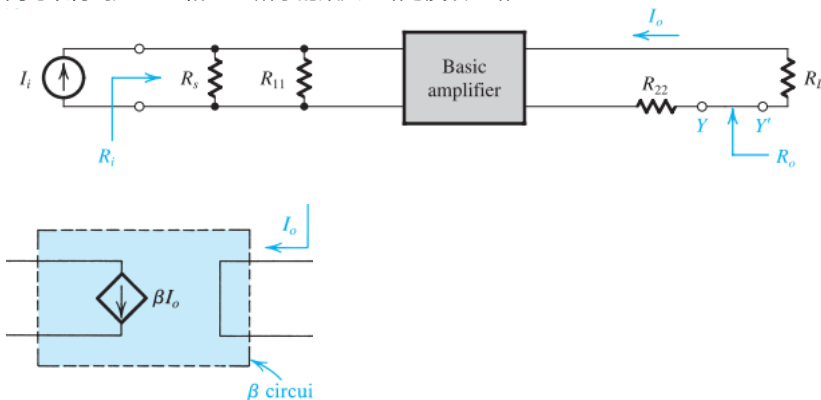 I_o
I_i
R_s
R_11
Basic
amplifier
R_22
R_L
Y
Y'
R_i
R_o
I_o
βI_o
β circui